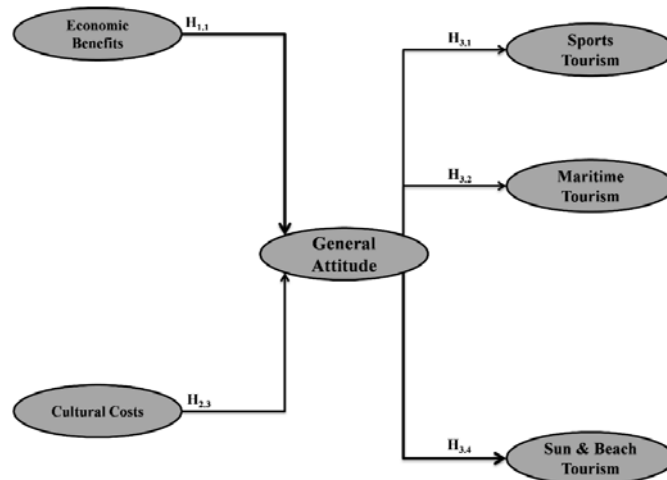 Economic
Benefits
H1.1
H3.1
Sports
Tourism
H3.2
Maritime
Tourism
General
Attitude
Cultural Costs
H2.3
H3.4
Sun & Beach
Tourism